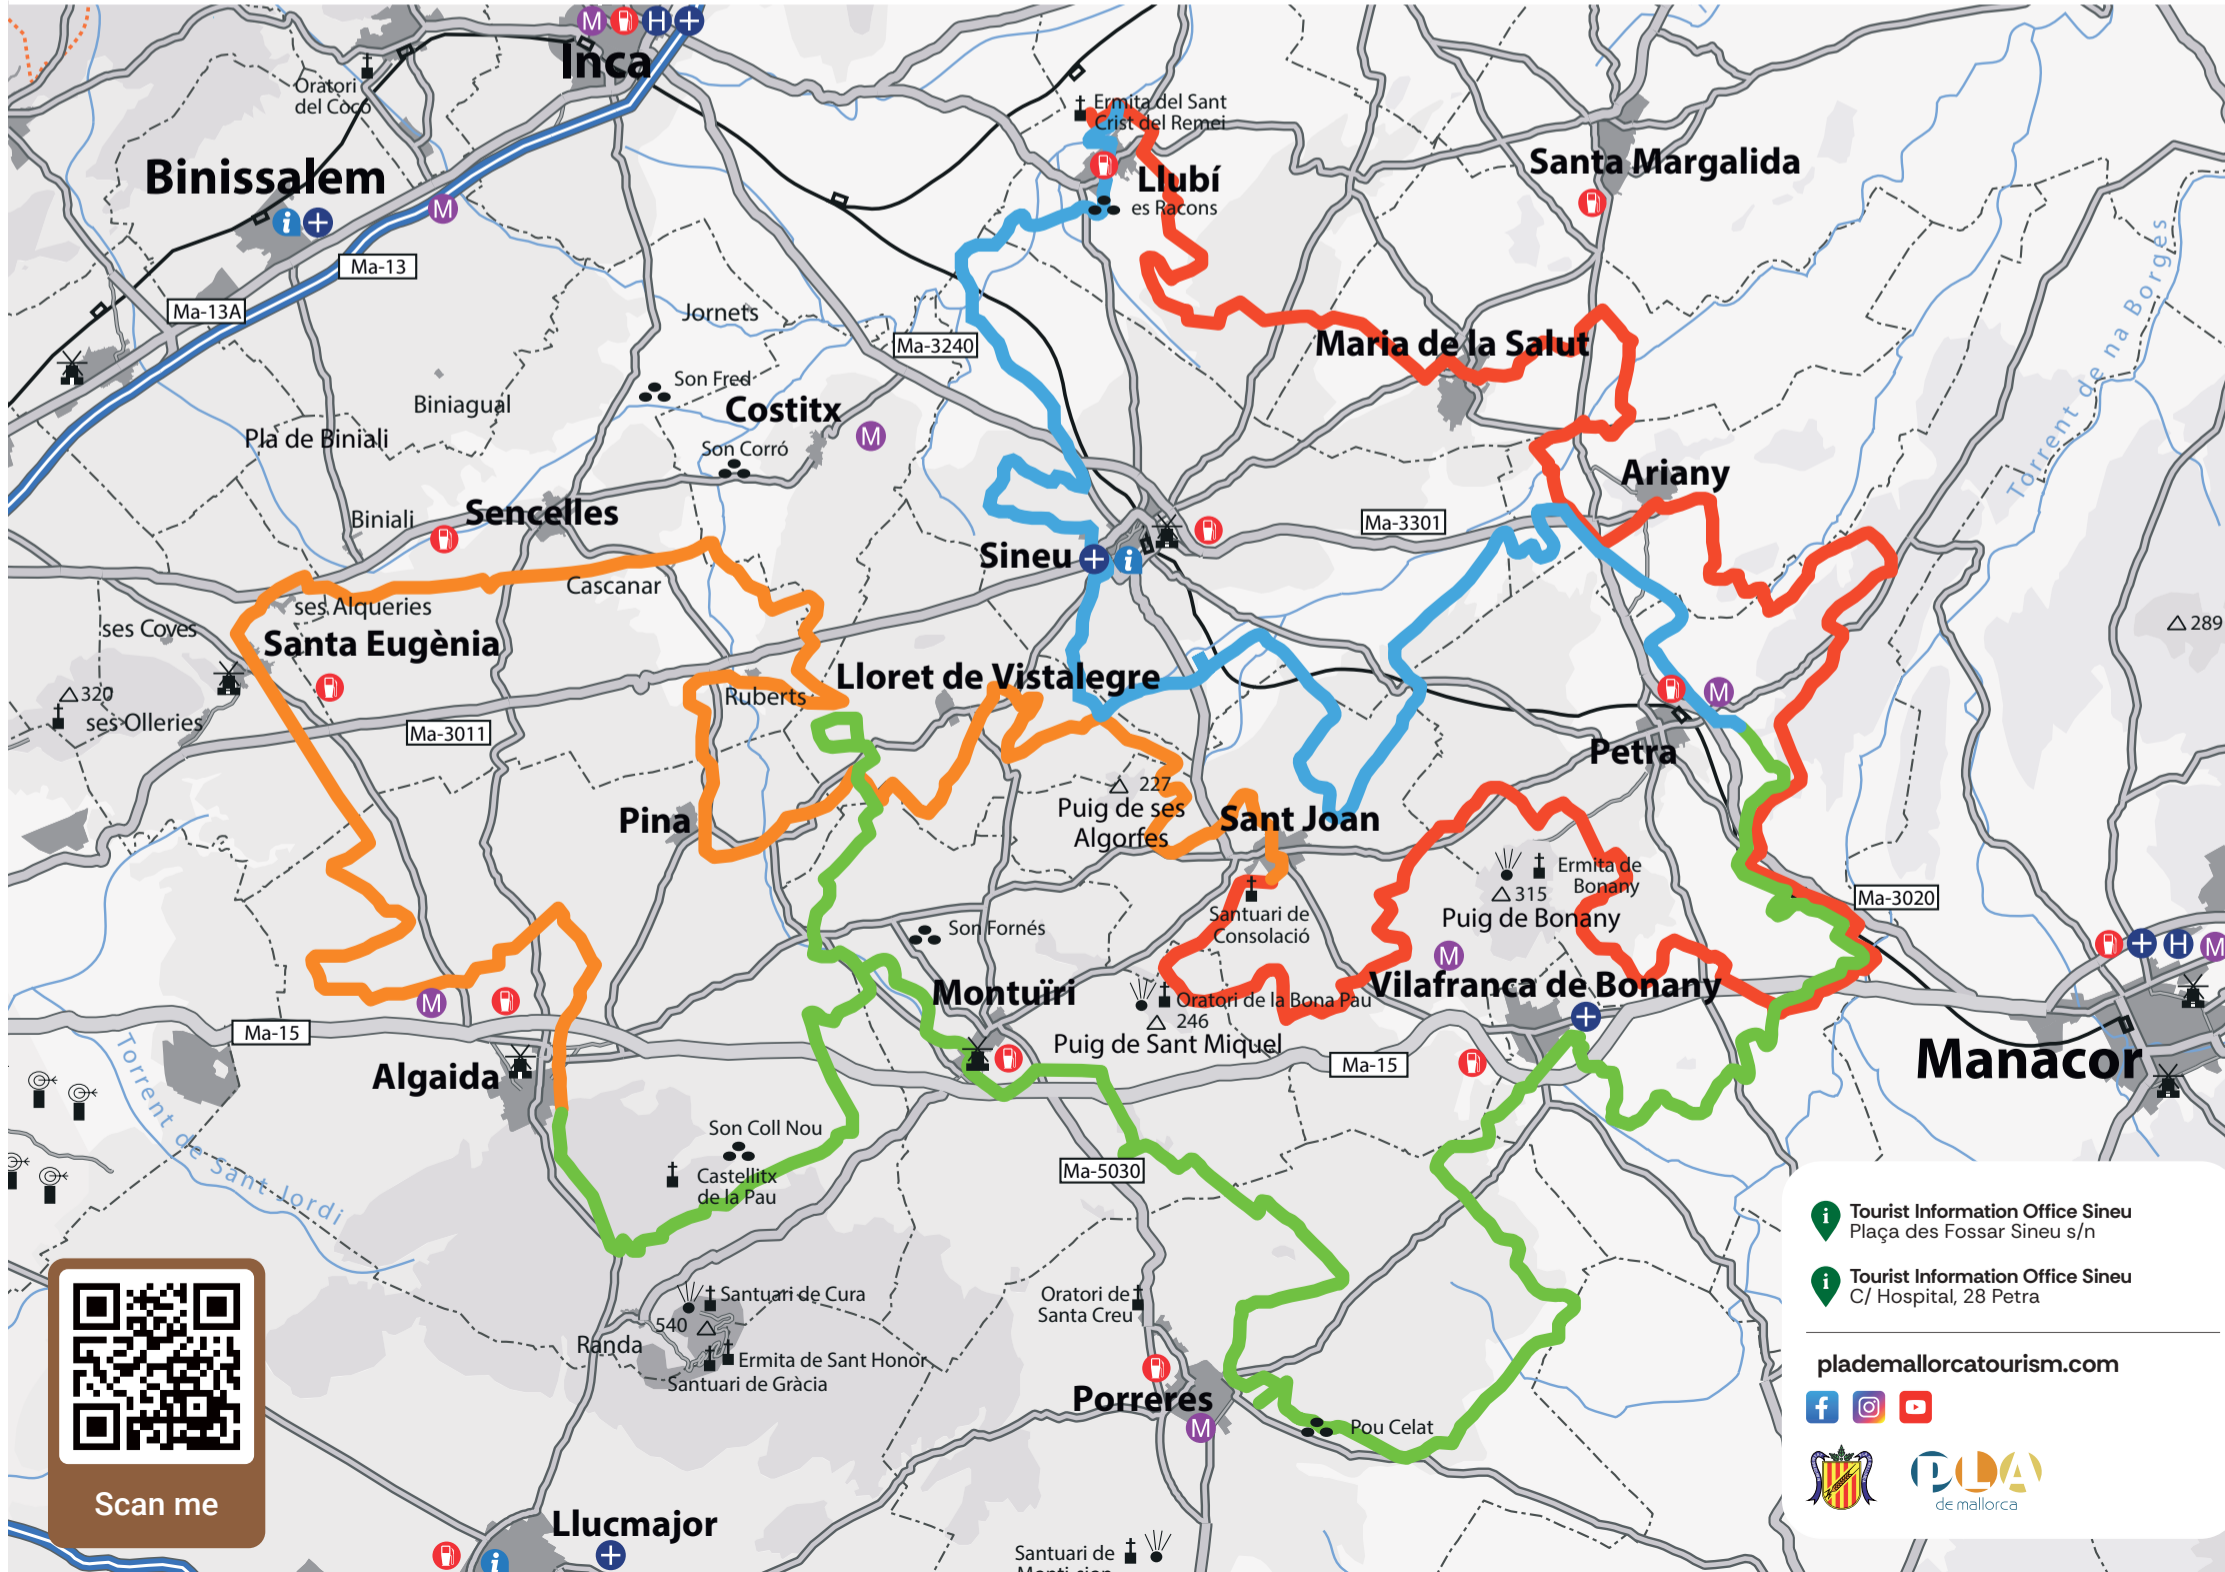 M
H
Inca
Oratori
del Cocó
Ermita del Sant
Crist del Remei
Binissalem
i
M
Llubí
es Racons
Santa Margalida
Ma-13
Ma-13A
Jornets
Ma-3240
Maria de la Salut
Torrent de na Borges
Son Fred
Biniagual
Costitx
M
Pla de Biniali
Son Corró
Ariany
Biniali
Sencelles
Ma-3301
Sineu
i
Cascanar
ses Alqueries
ses Coves
Santa Eugènia
289
Lloret de Vistalegre
320
Ruberts
M
ses Olleries
Ma-3011
Petra
227
Puig de ses
Algorfes
Pina
Sant Joan
Ermita de
Bonany
315
Puig de Bonany
Ma-3020
Santuari de
Consolació
Son Fornés
M
H
M
Montuïri
Vilafranca de Bonany
M
Oratori de la Bona Pau
246
Puig de Sant Miquel
Ma-15
Ma-15
Manacor
Algaida
Torrent de Sant Jordi
Son Coll Nou
Castellitx
de la Pau
Ma-5030
Tourist Information Office Sineu
Plaça des Fossar Sineu s/n
Tourist Information Office Sineu
C/ Hospital, 28 Petra
Santuari de Cura
540
Oratori de
Santa Creu
Randa
Ermita de Sant Honor
Santuari de Gràcia
plademallorcatourism.com
Porreres
M
Pou Celat
Scan me
PLA
de mallorca
Llucmajor
i
Santuari de